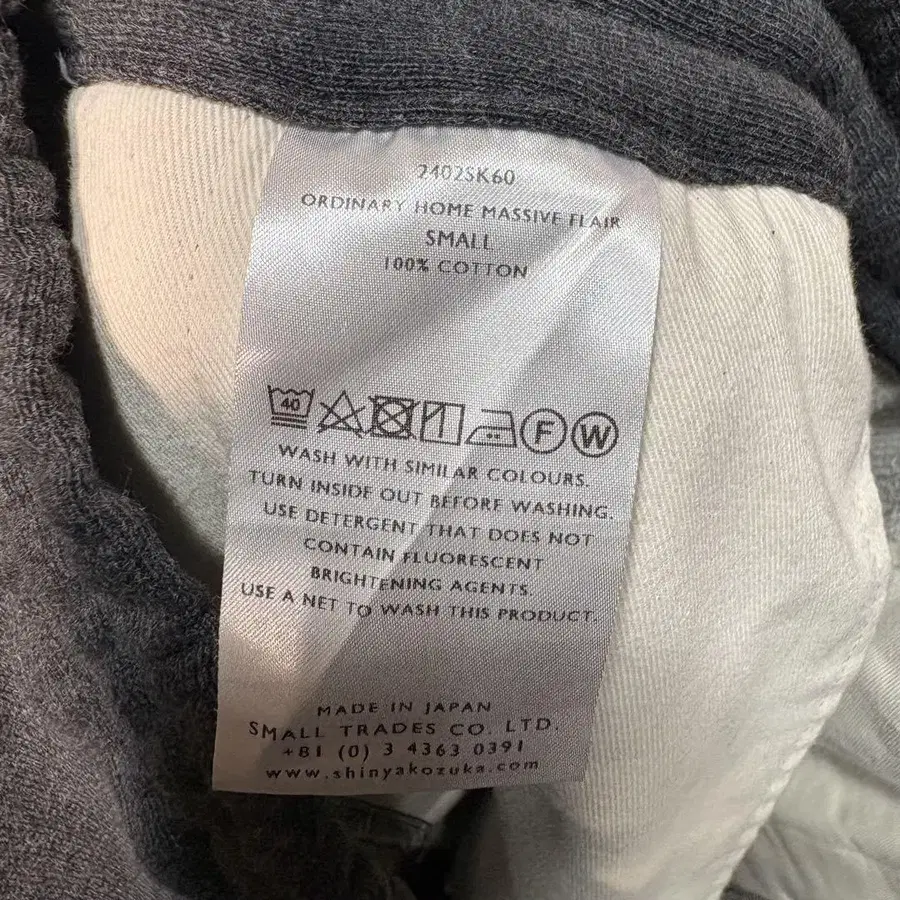 2402SK60
ORDINARY HOME MASSIVE FLAIR
SMALL
100% COTTON
40 F W
WASH WITH SIMILAR COLOURS.
TURN INSIDE OUT BEFORE WASHING.
USE DETERGENT THAT DOES NOT
CONTAIN FLUORESCENT
BRIGHTENING AGENTS.
USE A NET TO WASH THIS PRODUCT.
MADE IN JAPAN
SMALL TRADES CO. LTD.
+81 (0) 3 4363 0391
www.shinyakozuka.com